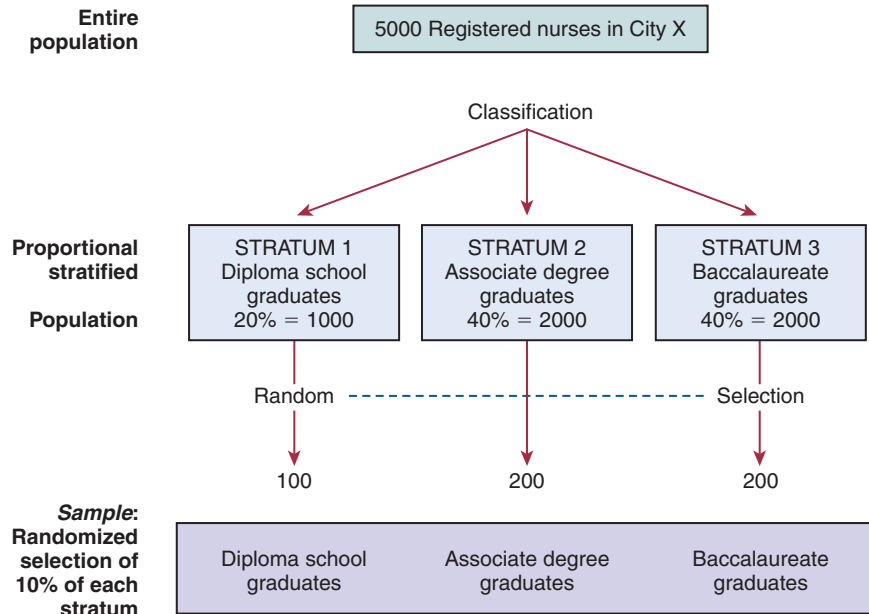 Entire
population
5000 Registered nurses in City X
Classification
Proportional
stratified
Population
STRATUM 1
Diploma school
graduates
20% = 1000
STRATUM 2
Associate degree
graduates
40% = 2000
STRATUM 3
Baccalaureate
graduates
40% = 2000
Random
Selection
100
200
200
Sample:
Randomized
selection of
10% of each
stratum
Diploma school
graduates
Associate degree
graduates
Baccalaureate
graduates